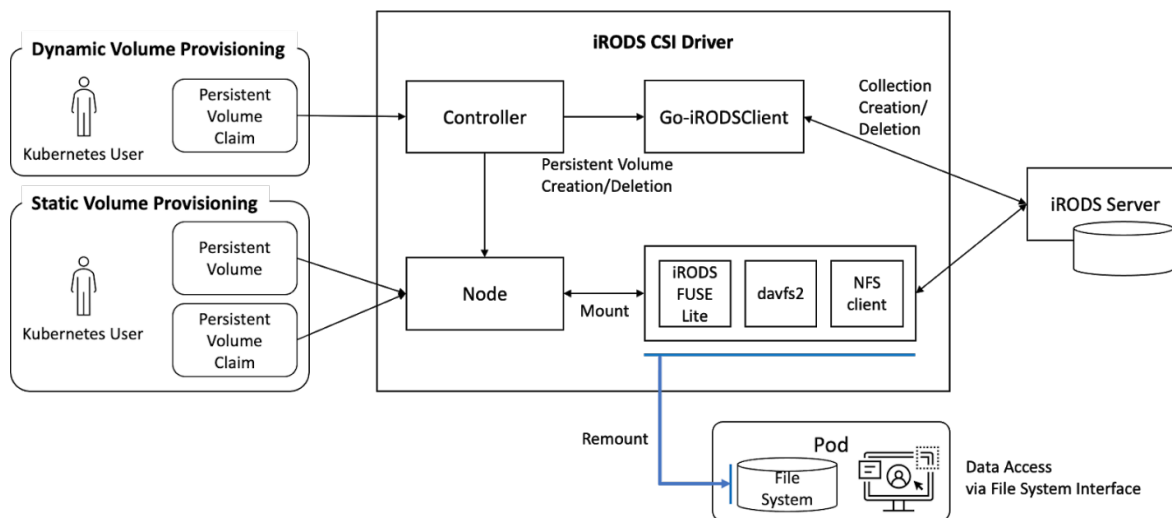 Dynamic Volume Provisioning
Kubernetes User
Persistent
Volume
Claim
Static Volume Provisioning
Kubernetes User
Persistent
Volume
Persistent
Volume
Claim
iRODS CSI Driver
Controller
Go-iRODSClient
Persistent Volume
Creation/Deletion
Node
Mount
iRODS
FUSE
Lite
davfs2
NFS
client
Collection
Creation/
Deletion
iRODS Server
Remount
Pod
File
System
Data Access
via File System Interface